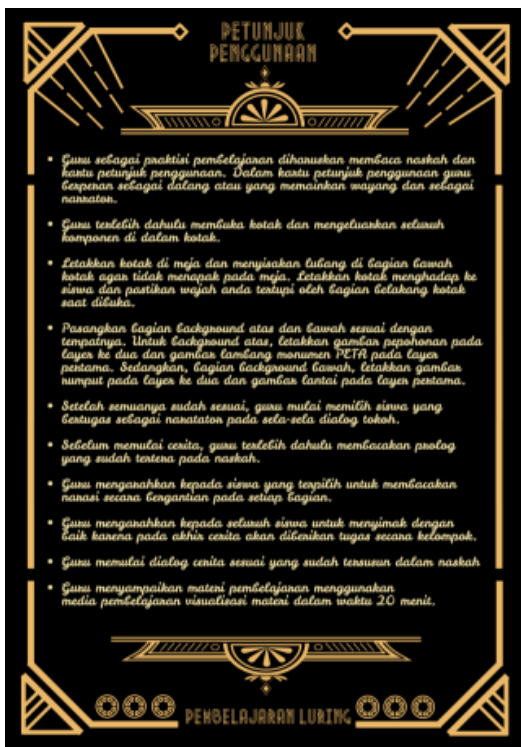 PETUNJUK
PENGGUNAAN
• Guru sebagai praktisi pembelajaran diharuskan membaca naskah dan
kartu petunjuk penggunaan. Dalam kartu petunjuk penggunaan guru
berperan sebagai dalang atau yang memainkan wayang dan sebagai
narrator.
• Guru terlebih dahulu membuka kotak dan mengeluarkan seluruh
komponen di dalam kotak.
• Letakkan kotak di meja dan menyisakan lubang di bagian bawah
kotak agar tidak menapak pada meja. Letakkan kotak menghadap ke
siswa dan pastikan wajah anda tertupi oleh bagian belakang kotak
saat dibuka.
• Pasangkan bagian background atas dan bawah sesuai dengan
tempatnya. Untuk background atas, letakkan gambar pepohonan pada
layer ke dua dan gambar lambang monumen PETA pada layer
pertama. Sedangkan, bagian background bawah, letakkan gambar
rumput pada layer ke dua dan gambar lantai pada layer pertama.
• Setelah semuanya sudah sesuai, guru mulai memilih siswa yang
bertugas sebagai naratator pada sela-sela dialog tokoh.
• Sebelum memulai cerita, guru terlebih dahulu membacakan prolog
yang sudah tertera pada naskah.
• Guru mengarahkan kepada siswa yang terpilih untuk membacakan
narasi secara bergantian pada setiap bagian.
• Guru mengarahkan kepada seluruh siswa untuk menyimak dengan
baik karena pada akhir cerita akan diberikan tugas secara kelompok.
• Guru memulai dialog cerita sesuai yang sudah tersusun dalam naskah
• Guru menyampaikan materi pembelajaran menggunakan
media pembelajaran visualisasi materi dalam waktu 20 menit.
PEMBELAJARAN LURING